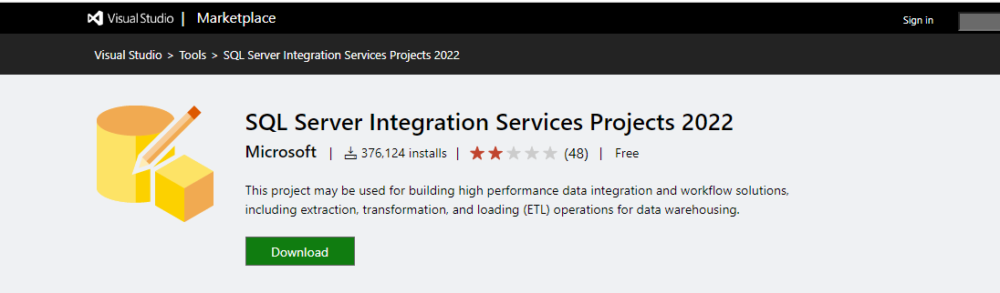 Visual Studio | Marketplace
Sign in
Visual Studio > Tools > SQL Server Integration Services Projects 2022
SQL Server Integration Services Projects 2022
Microsoft | 376,124 installs | (48) | Free
This project may be used for building high performance data integration and workflow solutions,
including extraction, transformation, and loading (ETL) operations for data warehousing.
Download